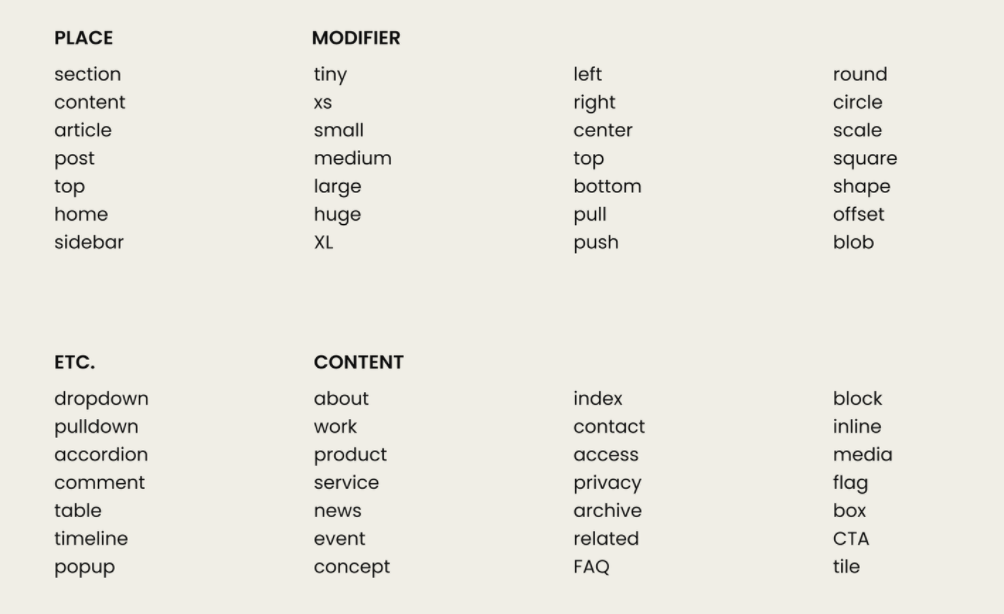 PLACE
section
content
article
post
top
home
sidebar
MODIFIER
tiny
xs
small
medium
large
huge
XL
left
right
center
top
bottom
pull
push
round
circle
scale
square
shape
offset
blob
ETC.
dropdown
pulldown
accordion
comment
table
timeline
popup
CONTENT
about
work
product
service
news
event
concept
index
contact
access
privacy
archive
related
FAQ
block
inline
media
flag
box
CTA
tile